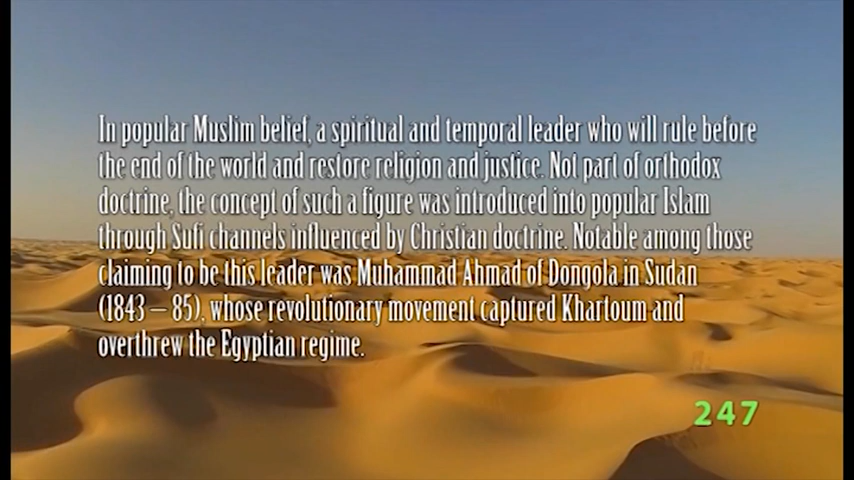 In popular Muslim belief, a spiritual and temporal leader who will rule before
the end of the world and restore religion and justice. Not part of orthodox
doctrine, the concept of such a figure was introduced into popular Islam
through Sufi channels influenced by Christian doctrine. Notable among those
claiming to be this leader was Muhammad Ahmad of Dongola in Sudan
(1843 – 85), whose revolutionary movement captured Khartoum and
overthrew the Egyptian regime.
247